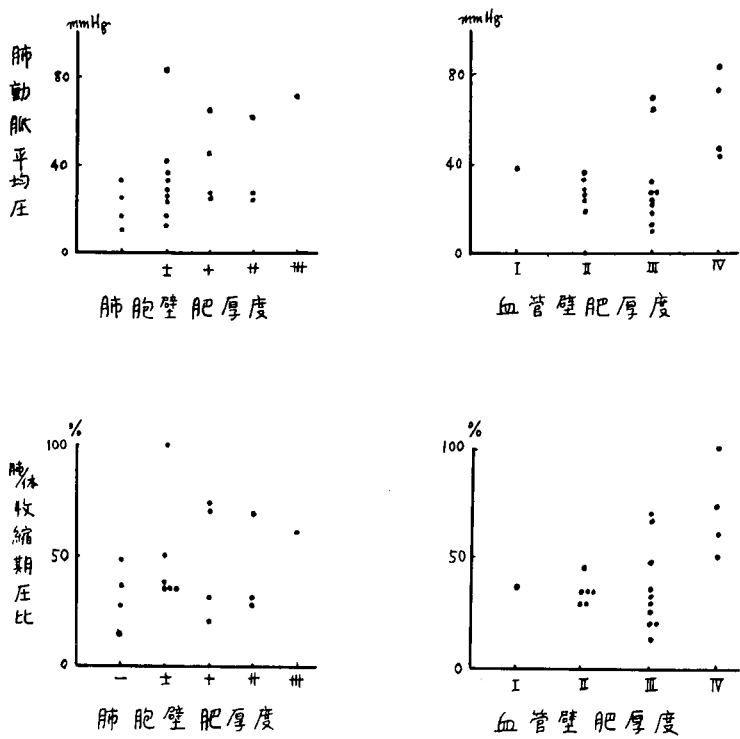 mmHg
肺動脈平均圧
80
40
0
± + ++ +++
肺胞壁肥厚度
mmHg
80
40
0
I II III IV
血管壁肥厚度
%
肺/体収縮期圧比
100
50
0
− ± + ++ +++
肺胞壁肥厚度
%
100
50
0
I II III IV
血管壁肥厚度